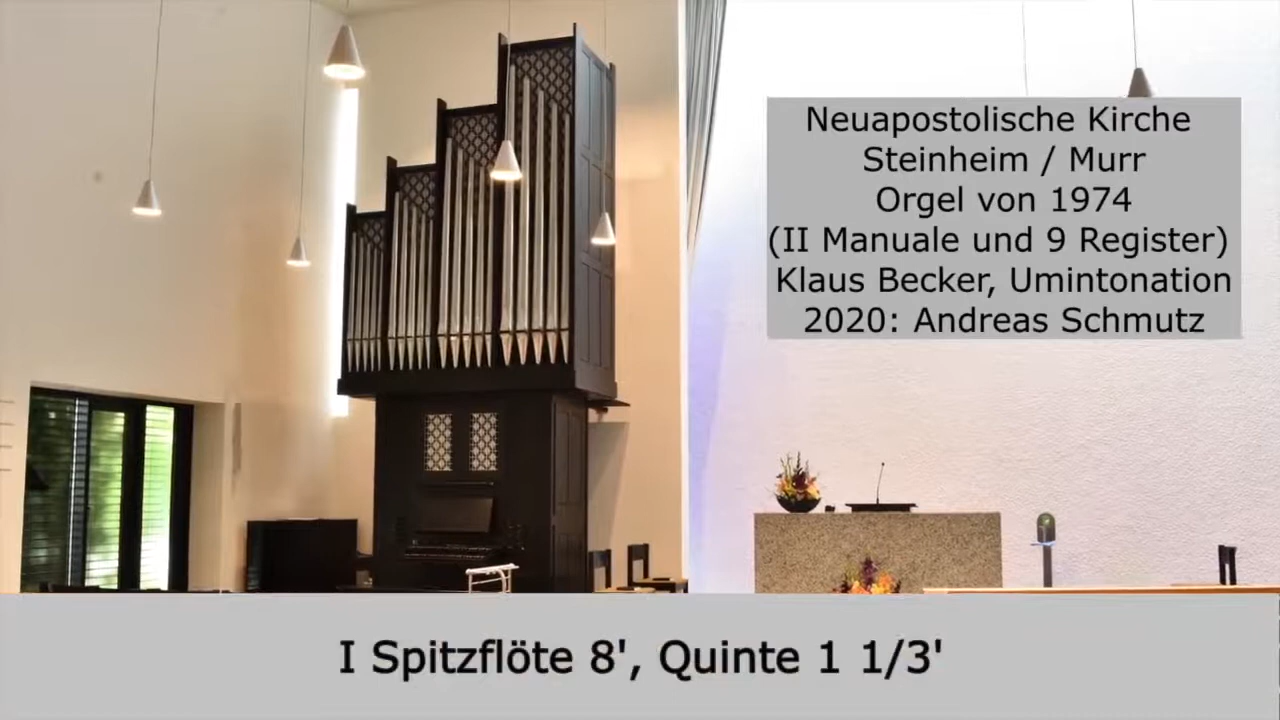 Neuapostolische Kirche
Steinheim / Murr
Orgel von 1974
(II Manuale und 9 Register)
Klaus Becker, Umintonation
2020: Andreas Schmutz
I Spitzflöte 8', Quinte 1 1/3'